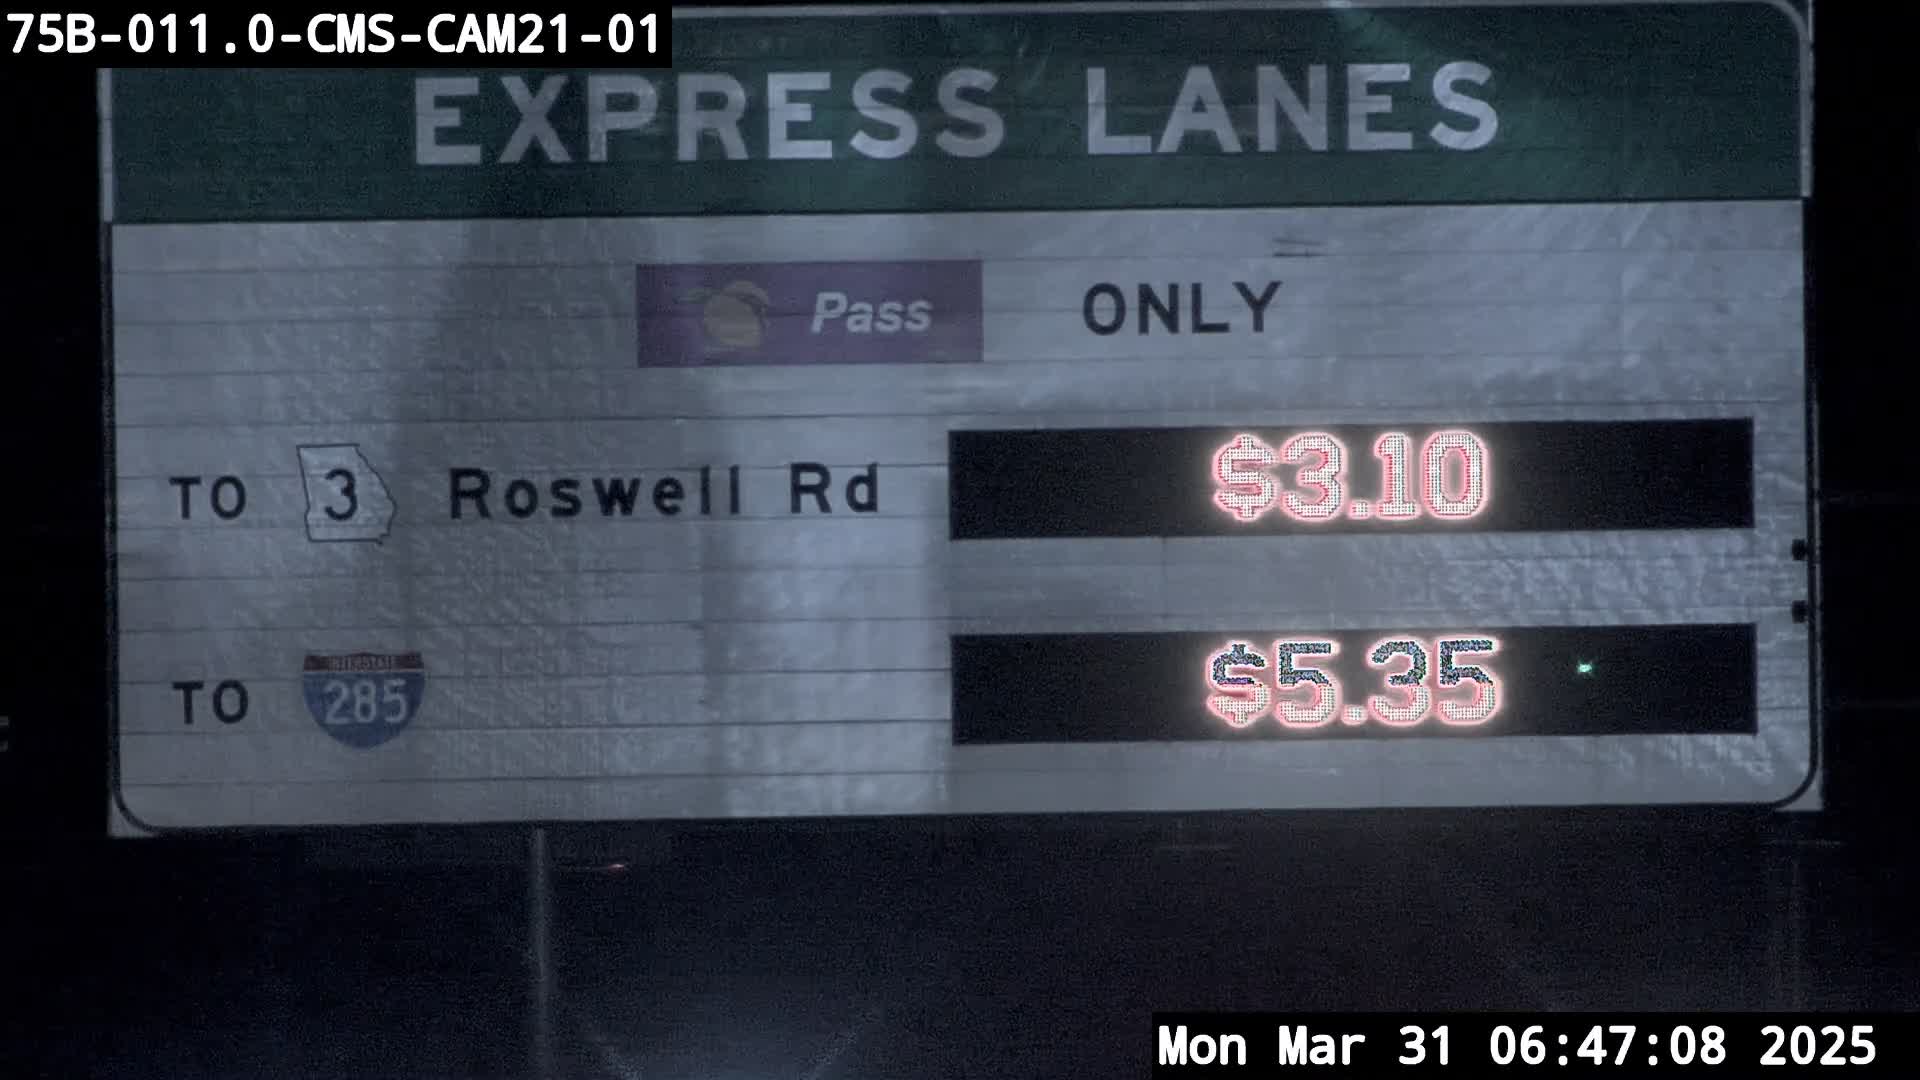 75B-011.0-CMS-CAM21-01
EXPRESS LANES
Pass ONLY
TO 3 Roswell Rd $3.10
INTERSTATE
TO 285 $5.35
Mon Mar 31 06:47:08 2025